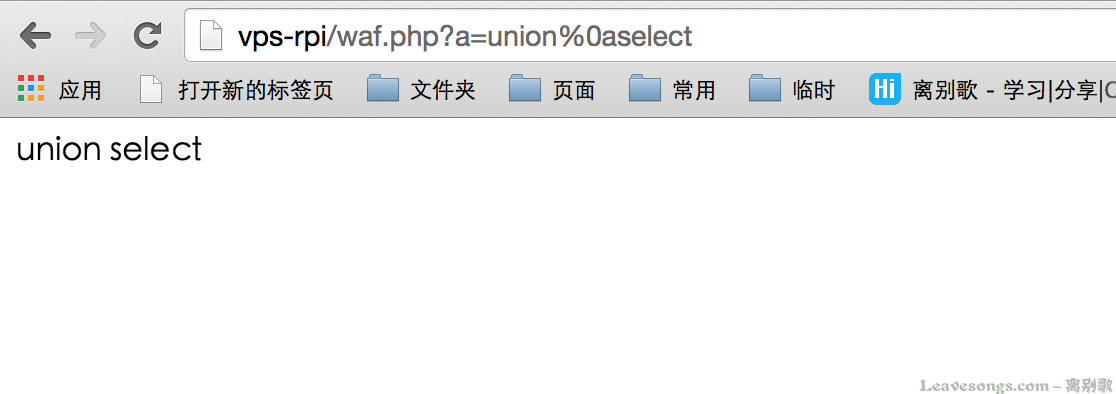 vps-rpi/waf.php?a=union%0aselect
应用 打开新的标签页 文件夹 页面 常用 临时 Hi 离别歌 - 学习|分享|C
union select
Leavesongs.com - 离别歌